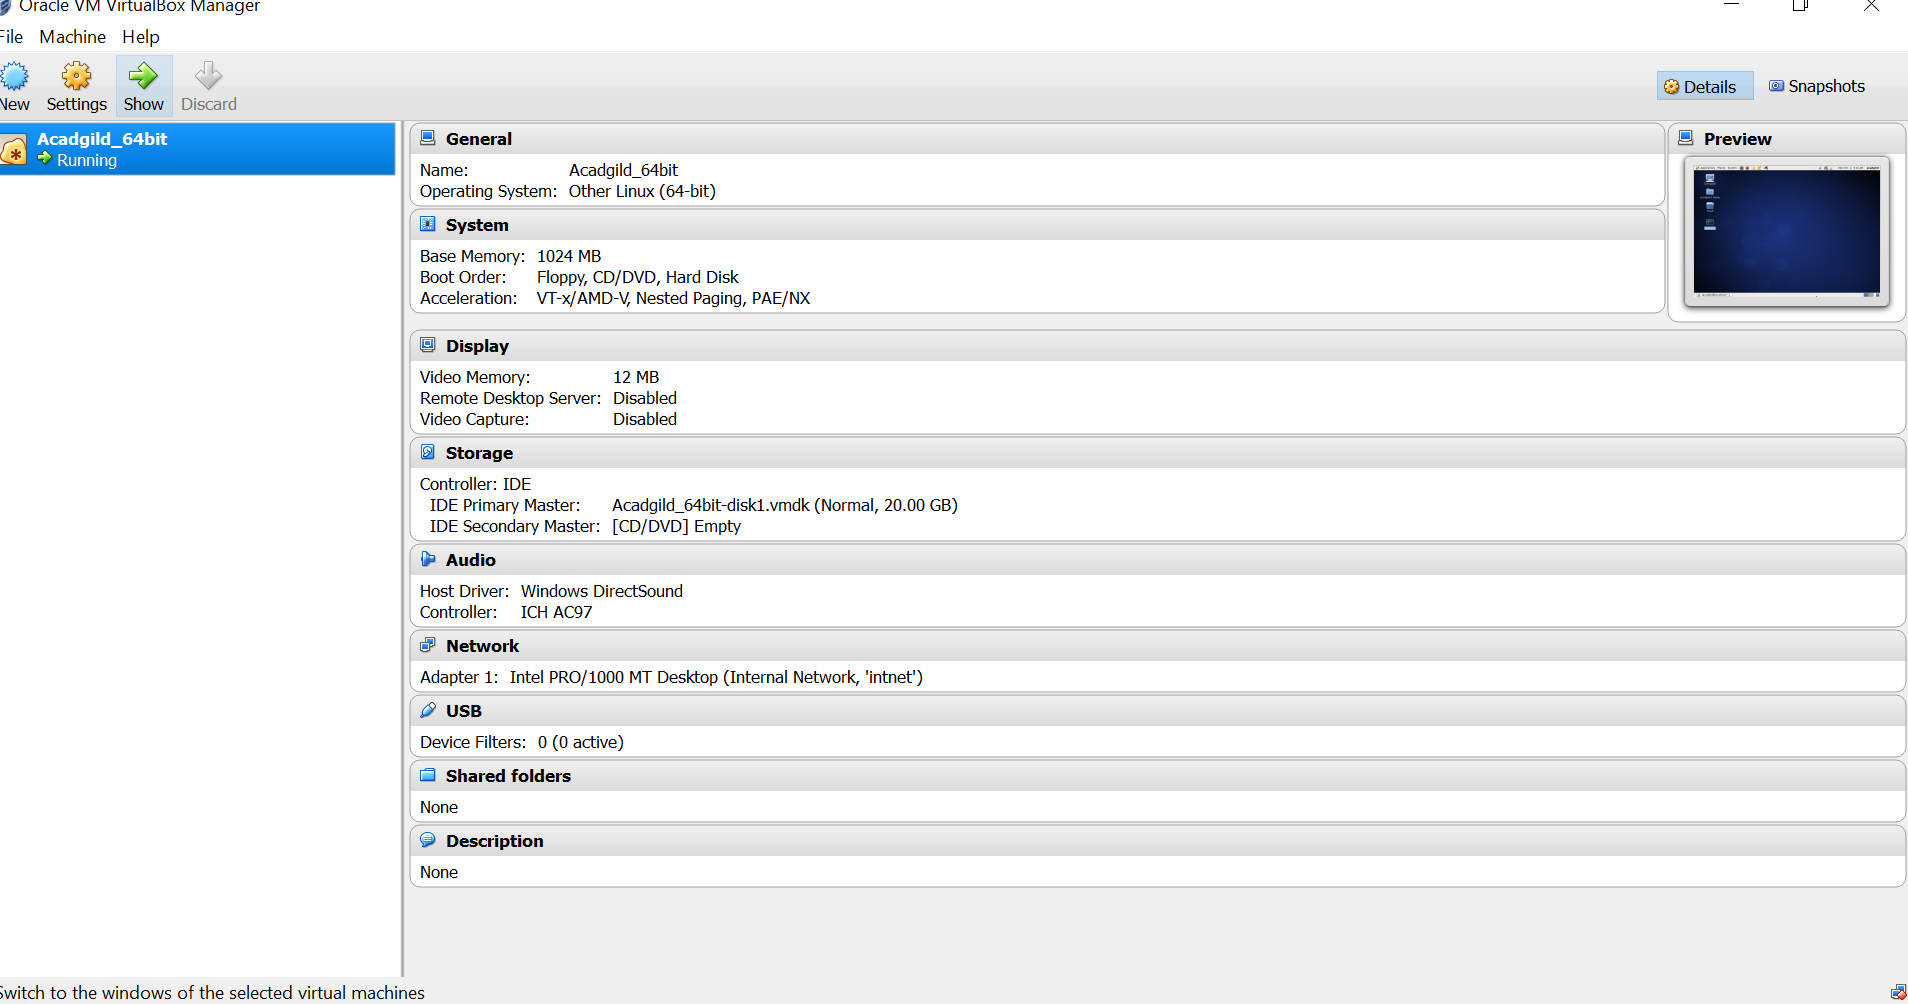 Oracle VM VirtualBox Manager
File Machine Help
New Settings Show Discard
Details Snapshots
Acadgild_64bit
Running
General
Name: Acadgild_64bit
Operating System: Other Linux (64-bit)
System
Base Memory: 1024 MB
Boot Order: Floppy, CD/DVD, Hard Disk
Acceleration: VT-x/AMD-V, Nested Paging, PAE/NX
Preview
Display
Video Memory: 12 MB
Remote Desktop Server: Disabled
Video Capture: Disabled
Storage
Controller: IDE
IDE Primary Master: Acadgild_64bit-disk1.vmdk (Normal, 20.00 GB)
IDE Secondary Master: [CD/DVD] Empty
Audio
Host Driver: Windows DirectSound
Controller: ICH AC97
Network
Adapter 1: Intel PRO/1000 MT Desktop (Internal Network, 'intnet')
USB
Device Filters: 0 (0 active)
Shared folders
None
Description
None
Switch to the windows of the selected virtual machines